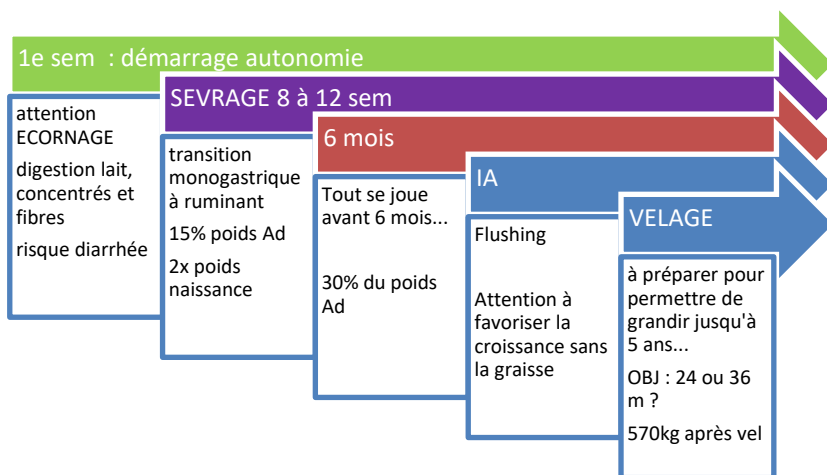 1e sem  : démarrage autonomie
attention
ECORNAGE
digestion lait,
concentrés et
fibres
risque diarrhée
SEVRAGE 8 à 12 sem
transition
monogastrique
à ruminant
15% poids Ad
2x poids
naissance
6 mois
Tout se joue
avant 6 mois...
30% du poids
Ad
IA
Flushing
Attention à
favoriser la
croissance sans
la graisse
VELAGE
à préparer pour
permettre de
grandir jusqu'à
5 ans...
OBJ : 24 ou 36
m ?
570kg après vel